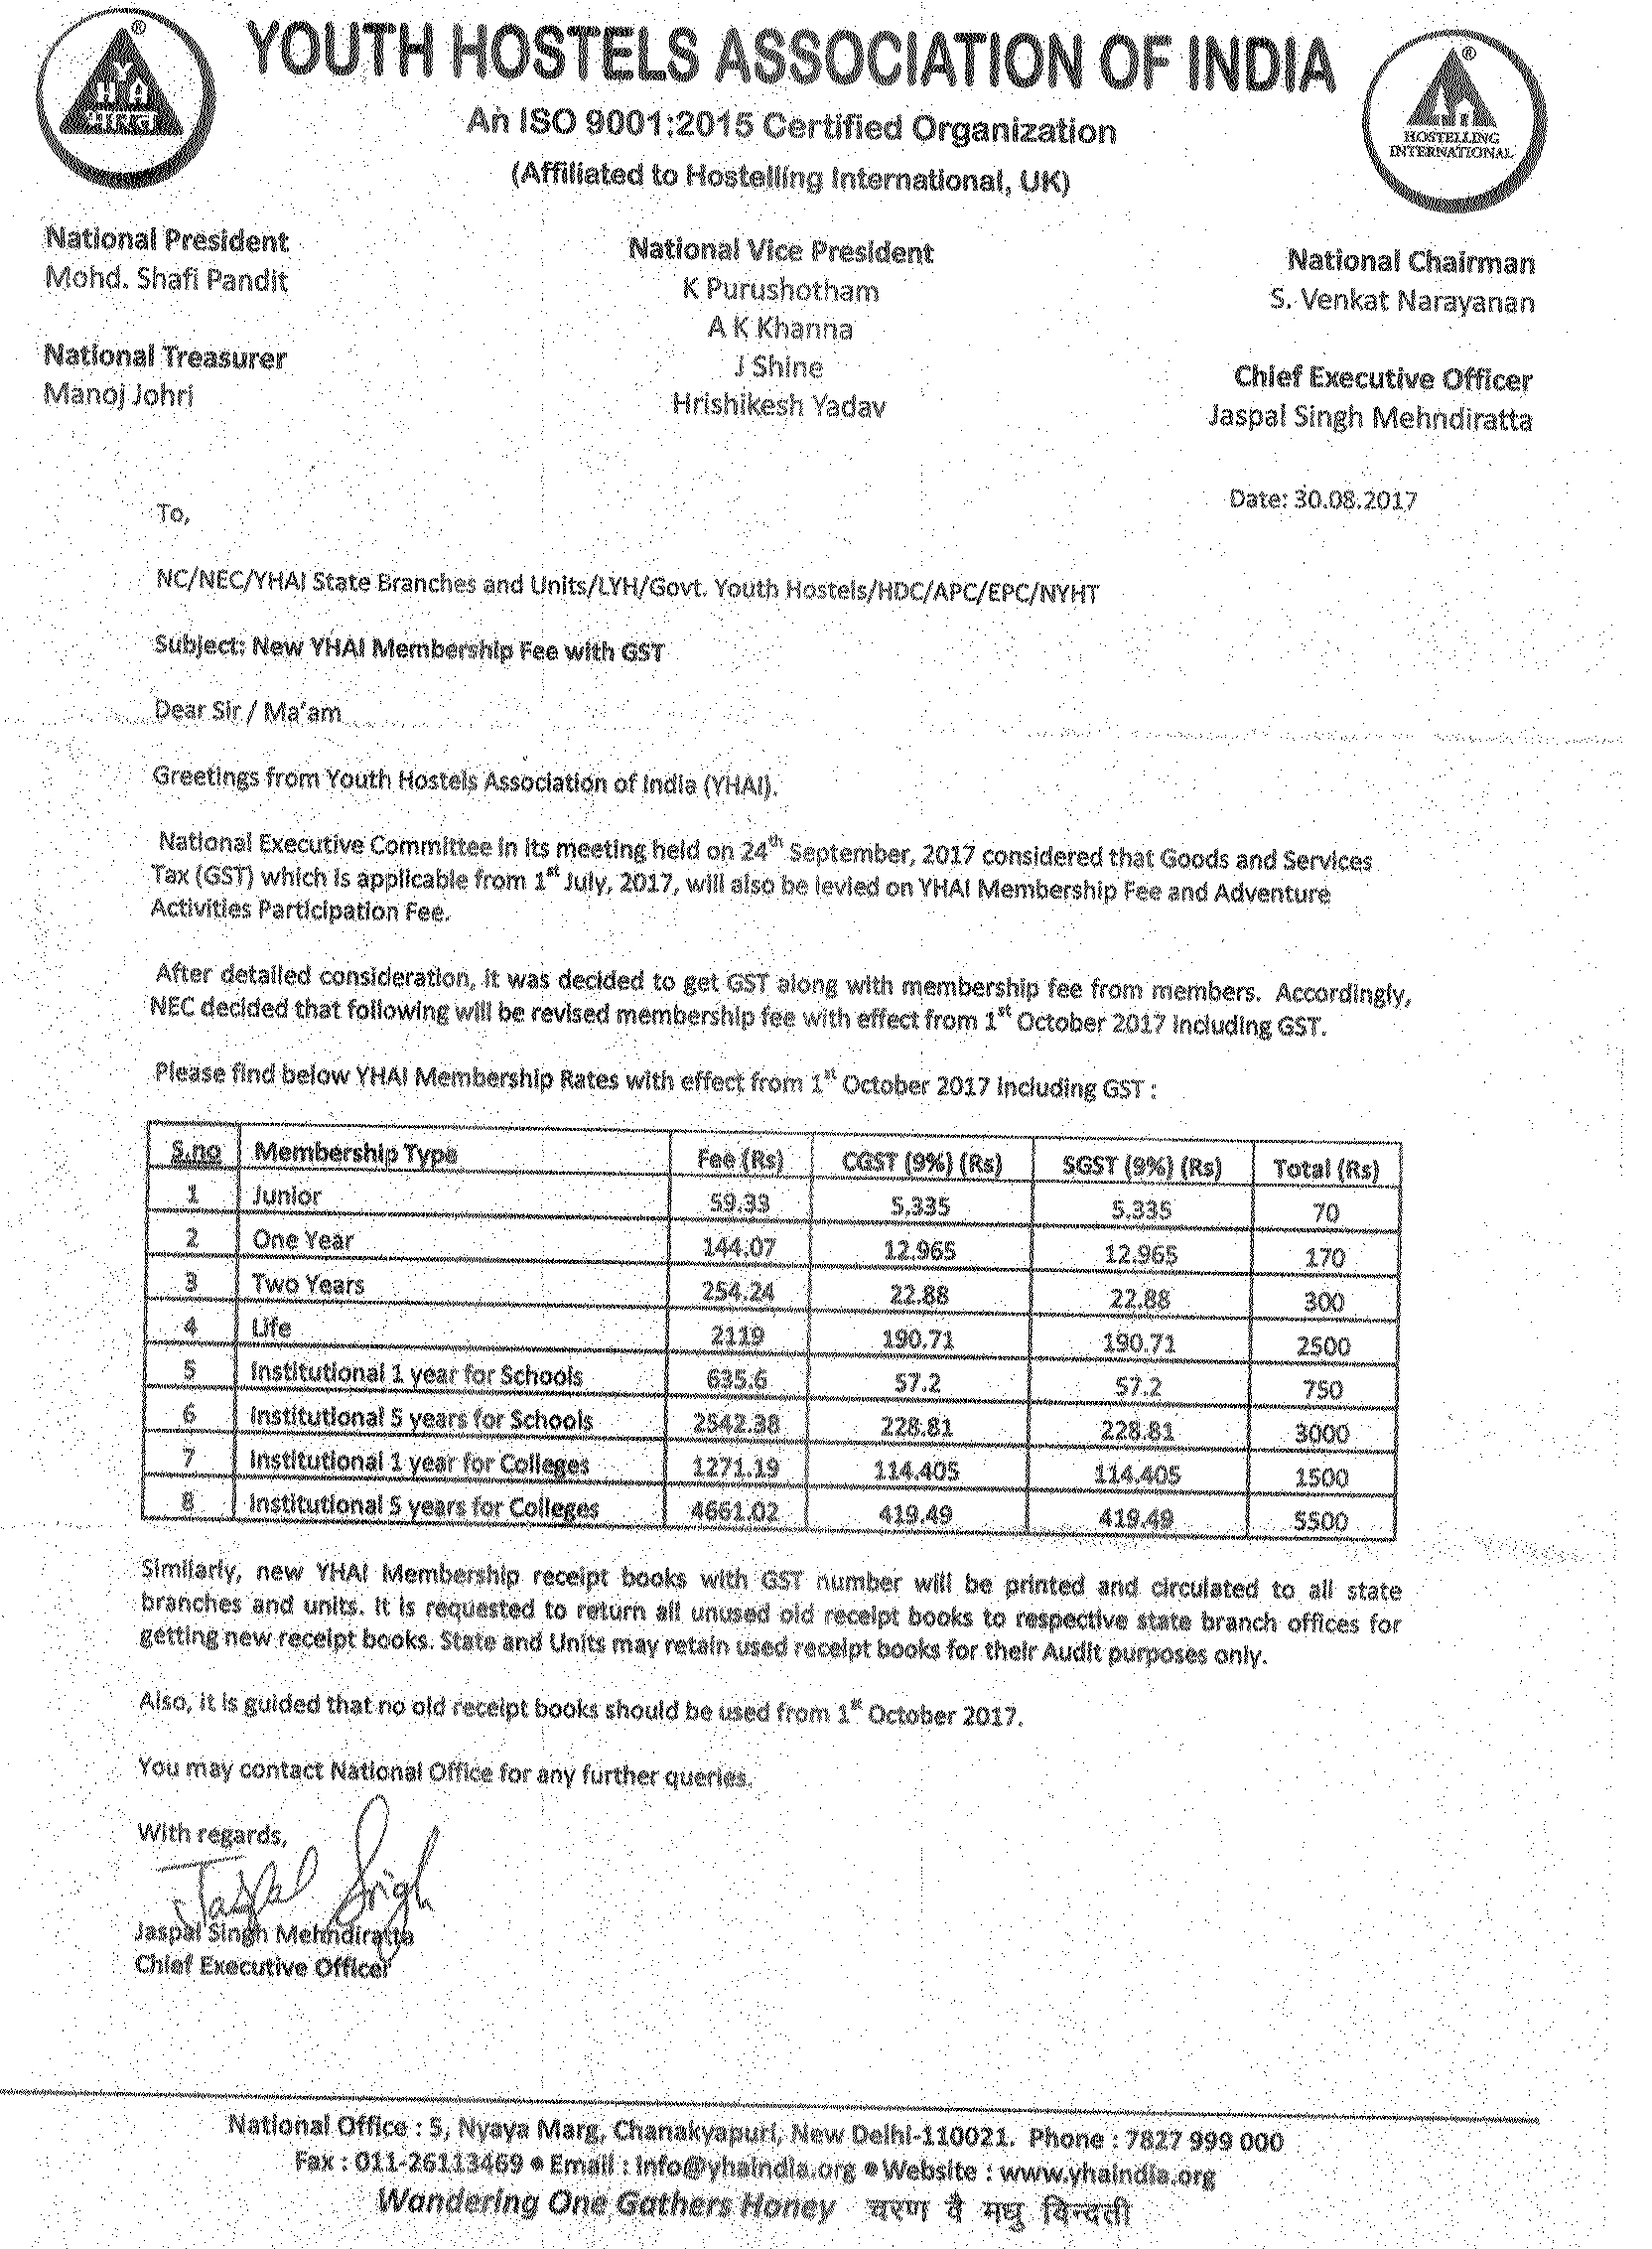 YHA
भारत
®
YOUTH HOSTELS ASSOCIATION OF INDIA
An ISO 9001:2015 Certified Organization
(Affiliated to Hostelling International, UK)
®
HOSTELLING
INTERNATIONAL
National President
Mohd. Shafi Pandit
National Treasurer
Manoj Johri
National Vice President
K Purushotham
A K Khanna
J Shine
Hrishikesh Yadav
National Chairman
S. Venkat Narayanan
Chief Executive Officer
Jaspal Singh Mehndiratta
Date: 30.08.2017
To,
NC/NEC/YHAI State Branches and Units/LYH/Govt. Youth Hostels/HDC/APC/EPC/NYHT
Subject: New YHAI Membership Fee with GST
Dear Sir / Ma'am
Greetings from Youth Hostels Association of India (YHAI).
National Executive Committee in its meeting held on 24th September, 2017 considered that Goods and Services
Tax (GST) which is applicable from 1st July, 2017, will also be levied on YHAI Membership Fee and Adventure
Activities Participation Fee.
After detailed consideration, it was decided to get GST along with membership fee from members. Accordingly,
NEC decided that following will be revised membership fee with effect from 1st October 2017 including GST.
Please find below YHAI Membership Rates with effect from 1st October 2017 including GST :
S.no Membership Type Fee (Rs) CGST (9%) (Rs) SGST (9%) (Rs) Total (Rs)
1 Junior 59.33 5.335 5.335 70
2 One Year 144.07 12.965 12.965 170
3 Two Years 254.24 22.88 22.88 300
4 Life 2119 190.71 190.71 2500
5 Institutional 1 year for Schools 635.6 57.2 57.2 750
6 Institutional 5 years for Schools 2542.38 228.81 228.81 3000
7 Institutional 1 year for Colleges 1271.19 114.405 114.405 1500
8 Institutional 5 years for Colleges 4661.02 419.49 419.49 5500
Similarly, new YHAI Membership receipt books with GST number will be printed and circulated to all state
branches and units. It is requested to return all unused old receipt books to respective state branch offices for
getting new receipt books. State and Units may retain used receipt books for their Audit purposes only.
Also, it is guided that no old receipt books should be used from 1st October 2017.
You may contact National Office for any further queries.
With regards,
Jaspal Singh
Jaspal Singh Mehndiratta
Chief Executive Officer
National Office : 5, Nyaya Marg, Chanakyapuri, New Delhi-110021. Phone : 7827 999 000
Fax : 011-26113469 ● Email : info@yhaindia.org ● Website : www.yhaindia.org
Wandering One Gathers Honey चरण वै मधु विन्दती